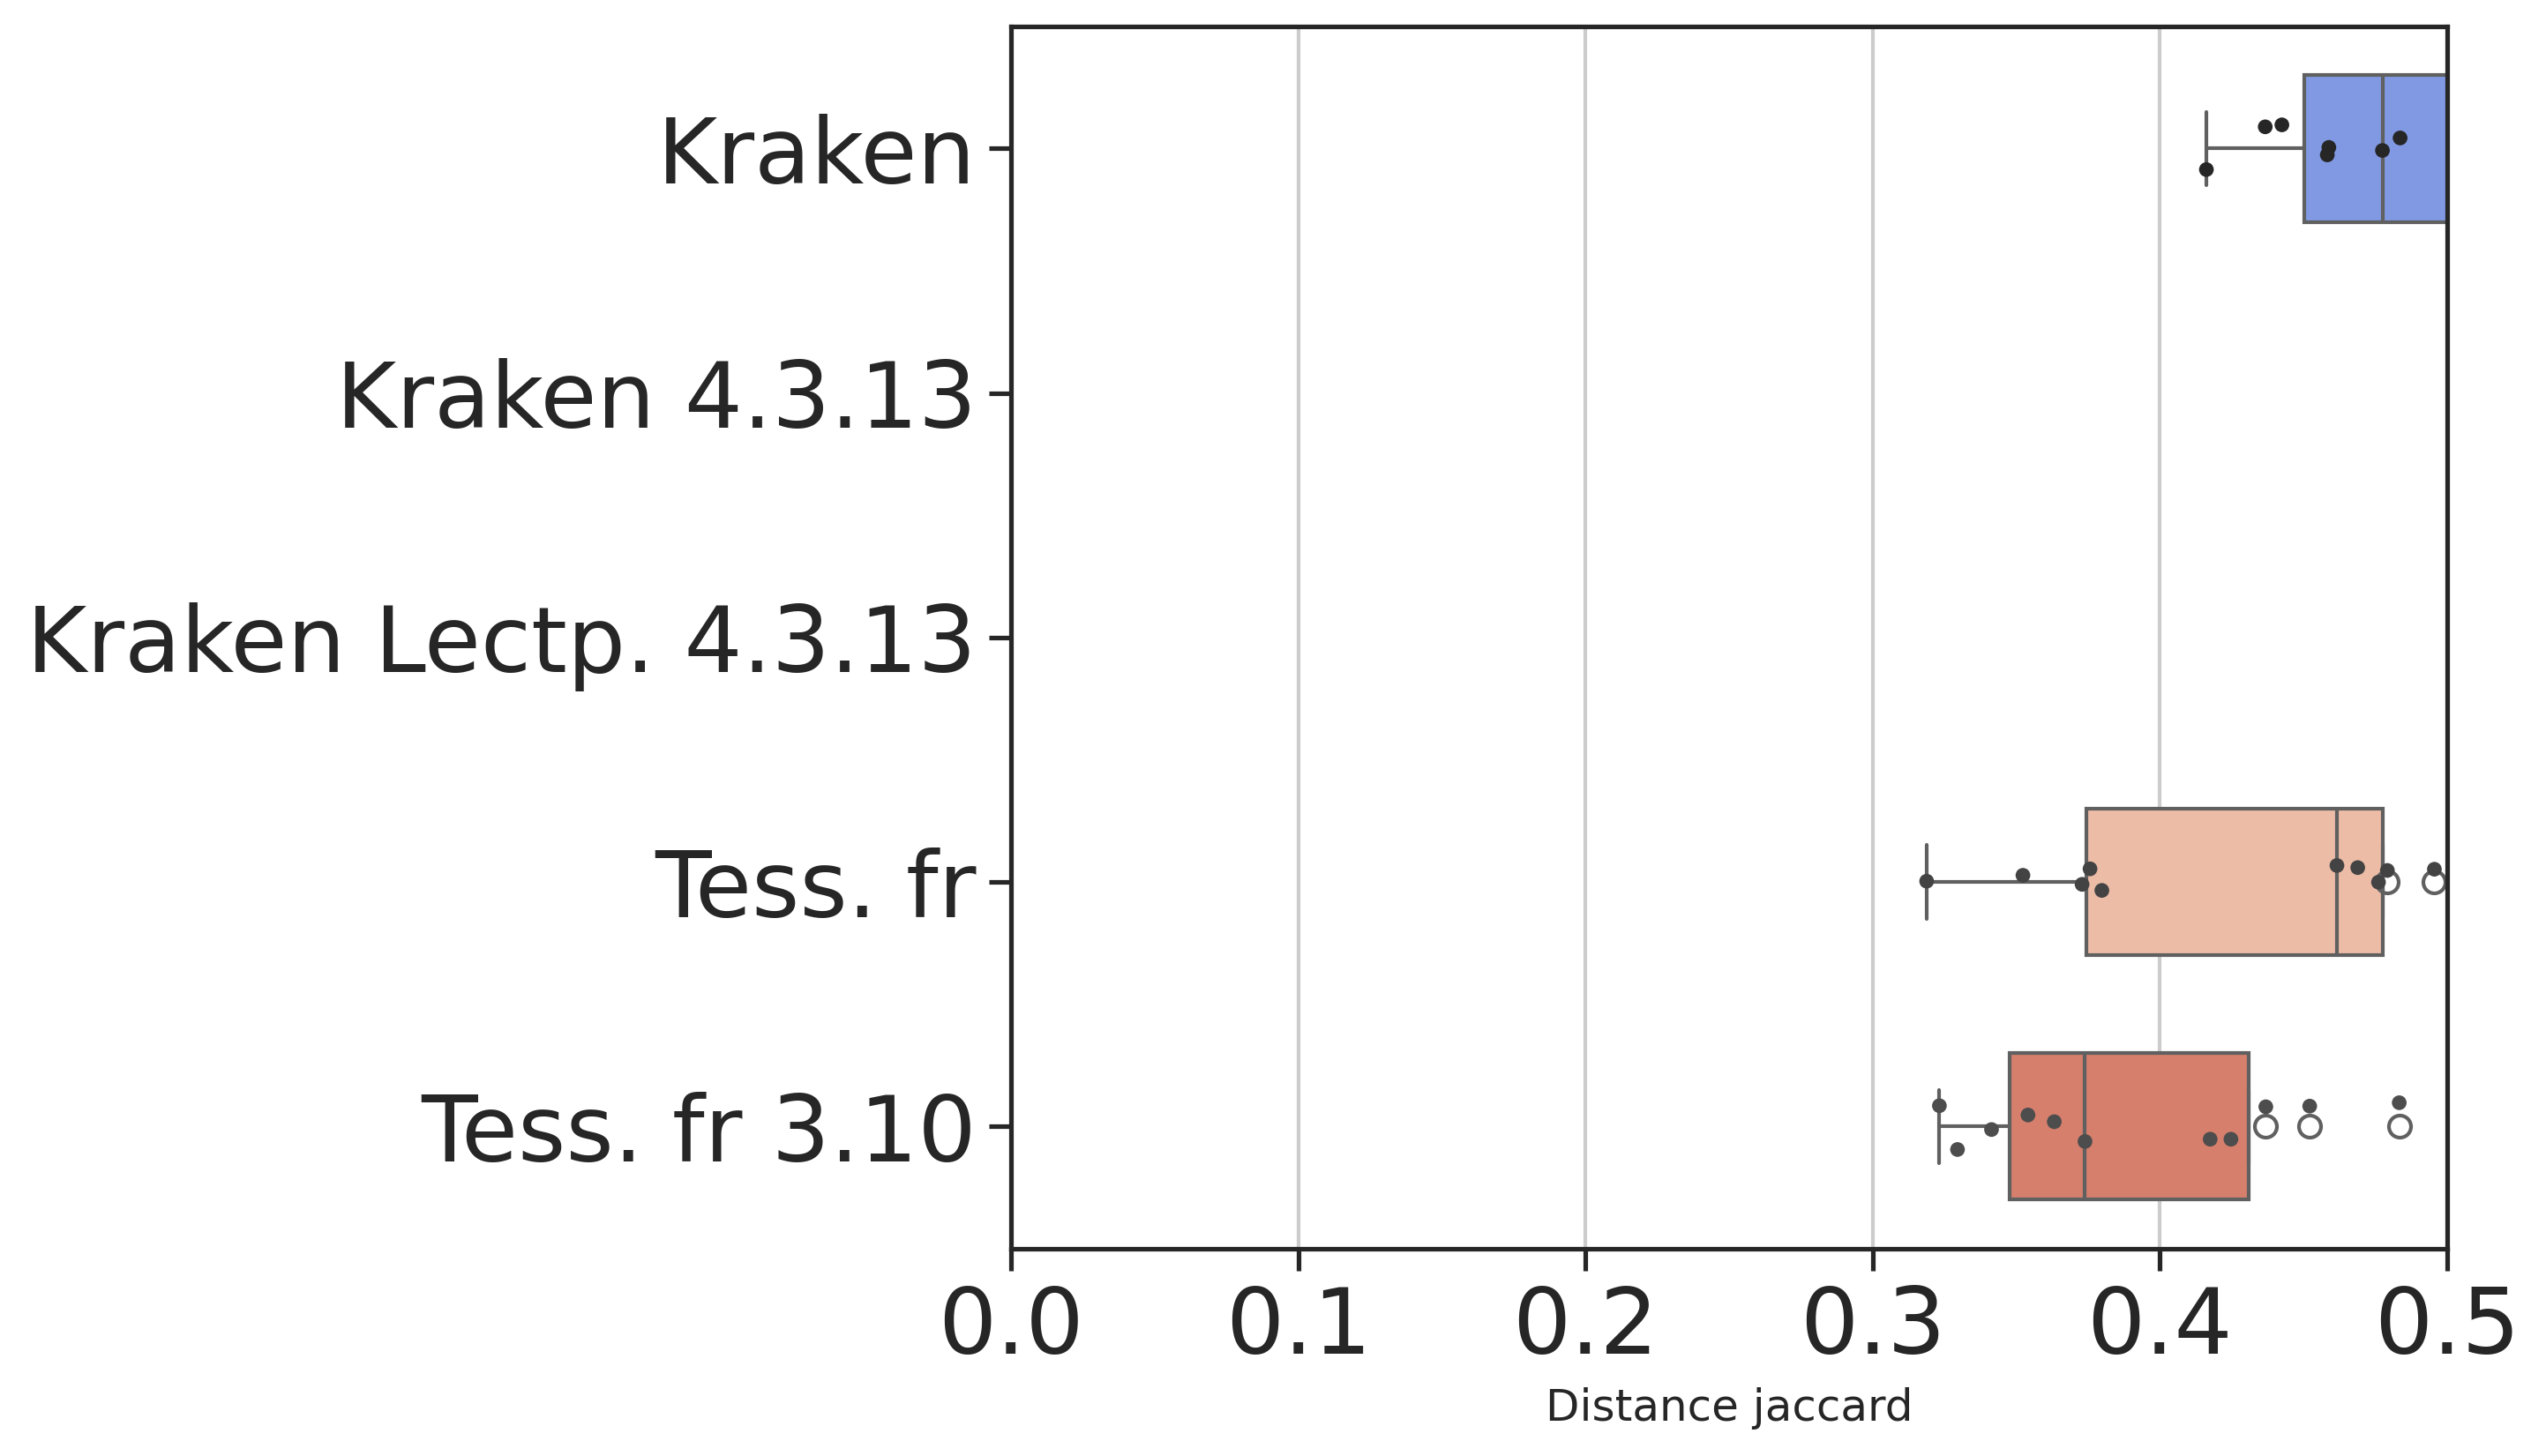 Kraken
Kraken 4.3.13
Kraken Lectp. 4.3.13
Tess. fr
Tess. fr 3.10
0.0 0.1 0.2 0.3 0.4 0.5
Distance jaccard